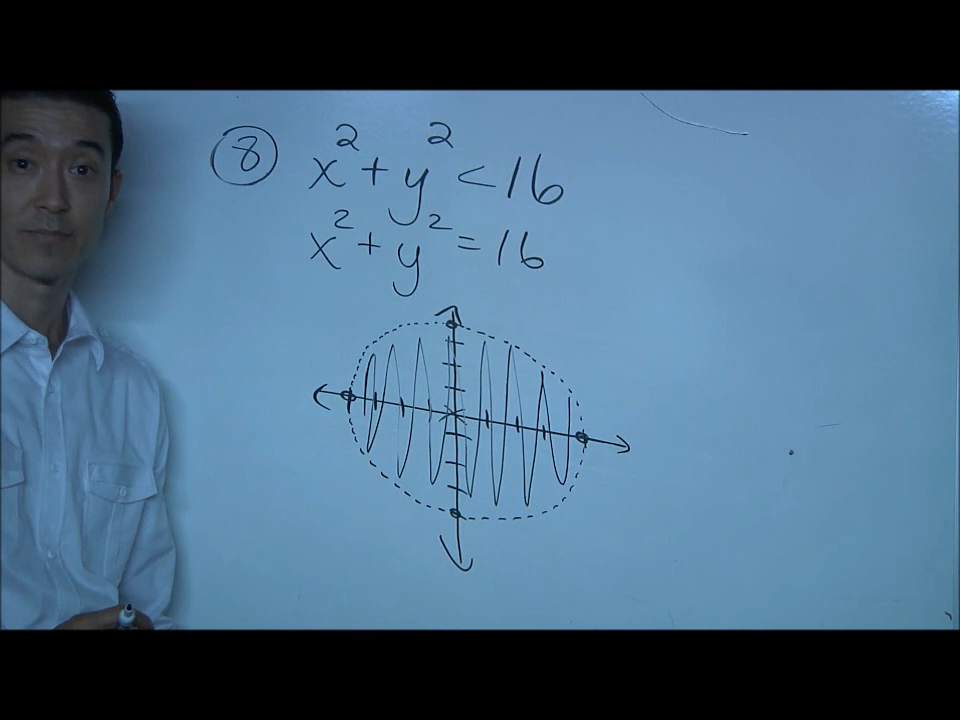 ⑧ x² + y² < 16
x² + y² = 16